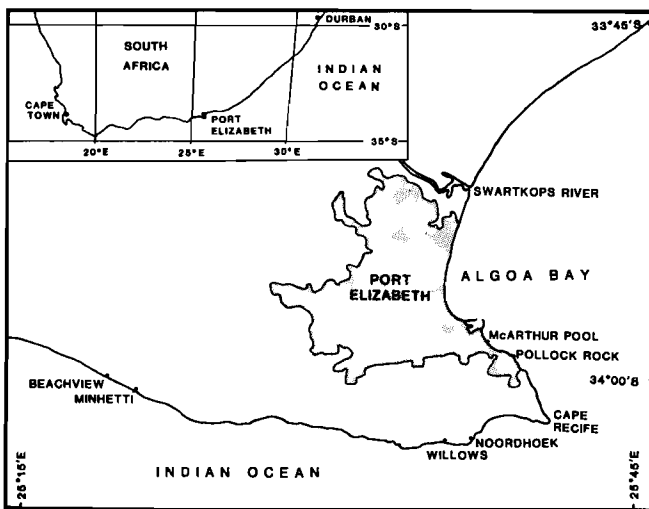 DURBAN
30°S
33°45'S
SOUTH
AFRICA
INDIAN
OCEAN
CAPE
TOWN
PORT
ELIZABETH
35°S
20°E
25°E
30°E
SWARTKOPS RIVER
PORT
ELIZABETH
ALGOA BAY
McARTHUR POOL
POLLOCK ROCK
BEACHVIEW
MINHETTI
34°00'S
CAPE
RECIFE
NOORDHOEK
WILLOWS
INDIAN OCEAN
25°15'E
25°45'E